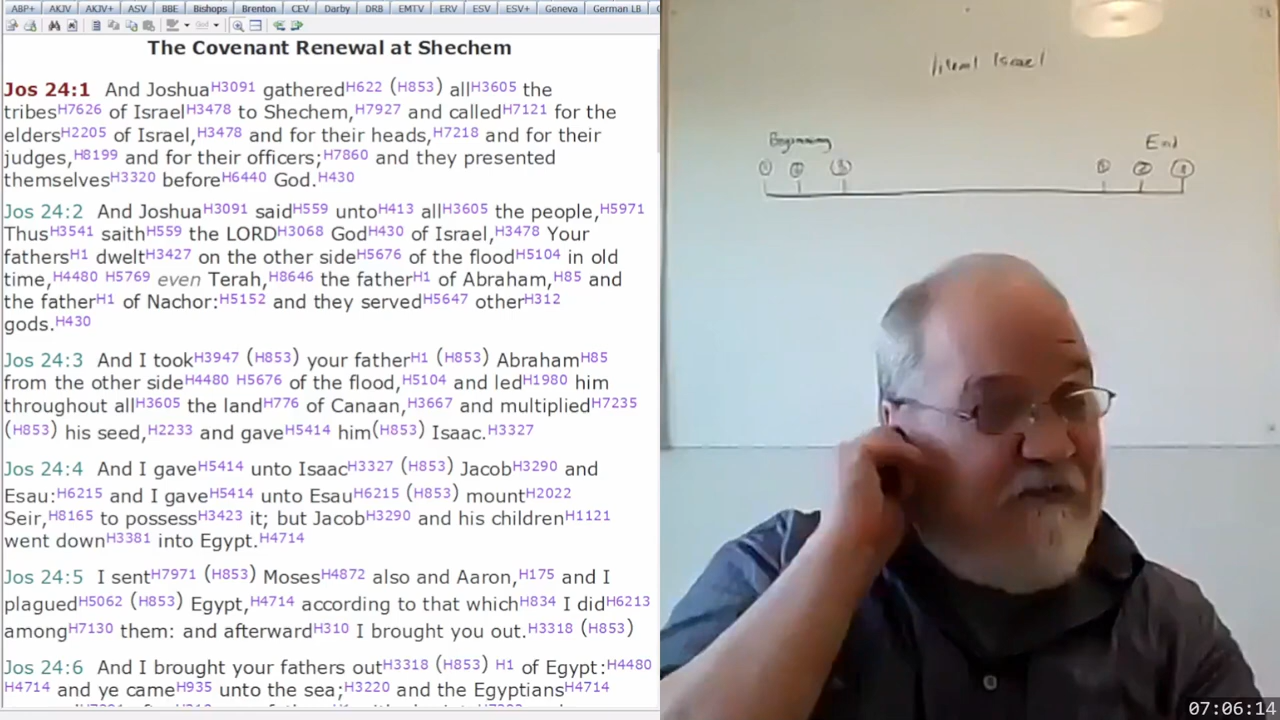 ABP+ AKJV AKJV+ ASV BBE Bishops Brenton CEV Darby DRB EMTV ERV ESV ESV+ Geneva German LB
The Covenant Renewal at Shechem
Jos 24:1 And JoshuaH3091 gatheredH622 (H853) allH3605 the
tribesH7626 of IsraelH3478 to Shechem,H7927 and calledH7121 for the
eldersH2205 of Israel,H3478 and for their heads,H7218 and for their
judges,H8199 and for their officers;H7860 and they presented
themselvesH3320 beforeH6440 God.H430
Jos 24:2 And JoshuaH3091 saidH559 untoH413 allH3605 the people,H5971
ThusH3541 saithH559 the LORDH3068 GodH430 of Israel,H3478 Your
fathersH1 dweltH3427 on the other sideH5676 of the floodH5104 in old
time,H4480 H5769 even Terah,H8646 the fatherH1 of Abraham,H85 and
the fatherH1 of Nachor:H5152 and they servedH5647 otherH312
gods.H430
Jos 24:3 And I tookH3947 (H853) your fatherH1 (H853) AbrahamH85
from the other sideH4480 H5676 of the flood,H5104 and ledH1980 him
throughout allH3605 the landH776 of Canaan,H3667 and multipliedH7235
(H853) his seed,H2233 and gaveH5414 him(H853) Isaac.H3327
Jos 24:4 And I gaveH5414 unto IsaacH3327 (H853) JacobH3290 and
Esau:H6215 and I gaveH5414 unto EsauH6215 (H853) mountH2022
Seir,H8165 to possessH3423 it; but JacobH3290 and his childrenH1121
went downH3381 into Egypt.H4714
Jos 24:5 I sentH7971 (H853) MosesH4872 also and Aaron,H175 and I
plaguedH5062 (H853) Egypt,H4714 according to that whichH834 I didH6213
amongH7130 them: and afterwardH310 I brought you out.H3318 (H853)
Jos 24:6 And I brought your fathers outH3318 (H853) H1 of Egypt:H4480
H4714 and ye cameH935 unto the sea;H3220 and the EgyptiansH4714
literal Israel
Beginning End
1 2 3 1 2 3
07:06:14